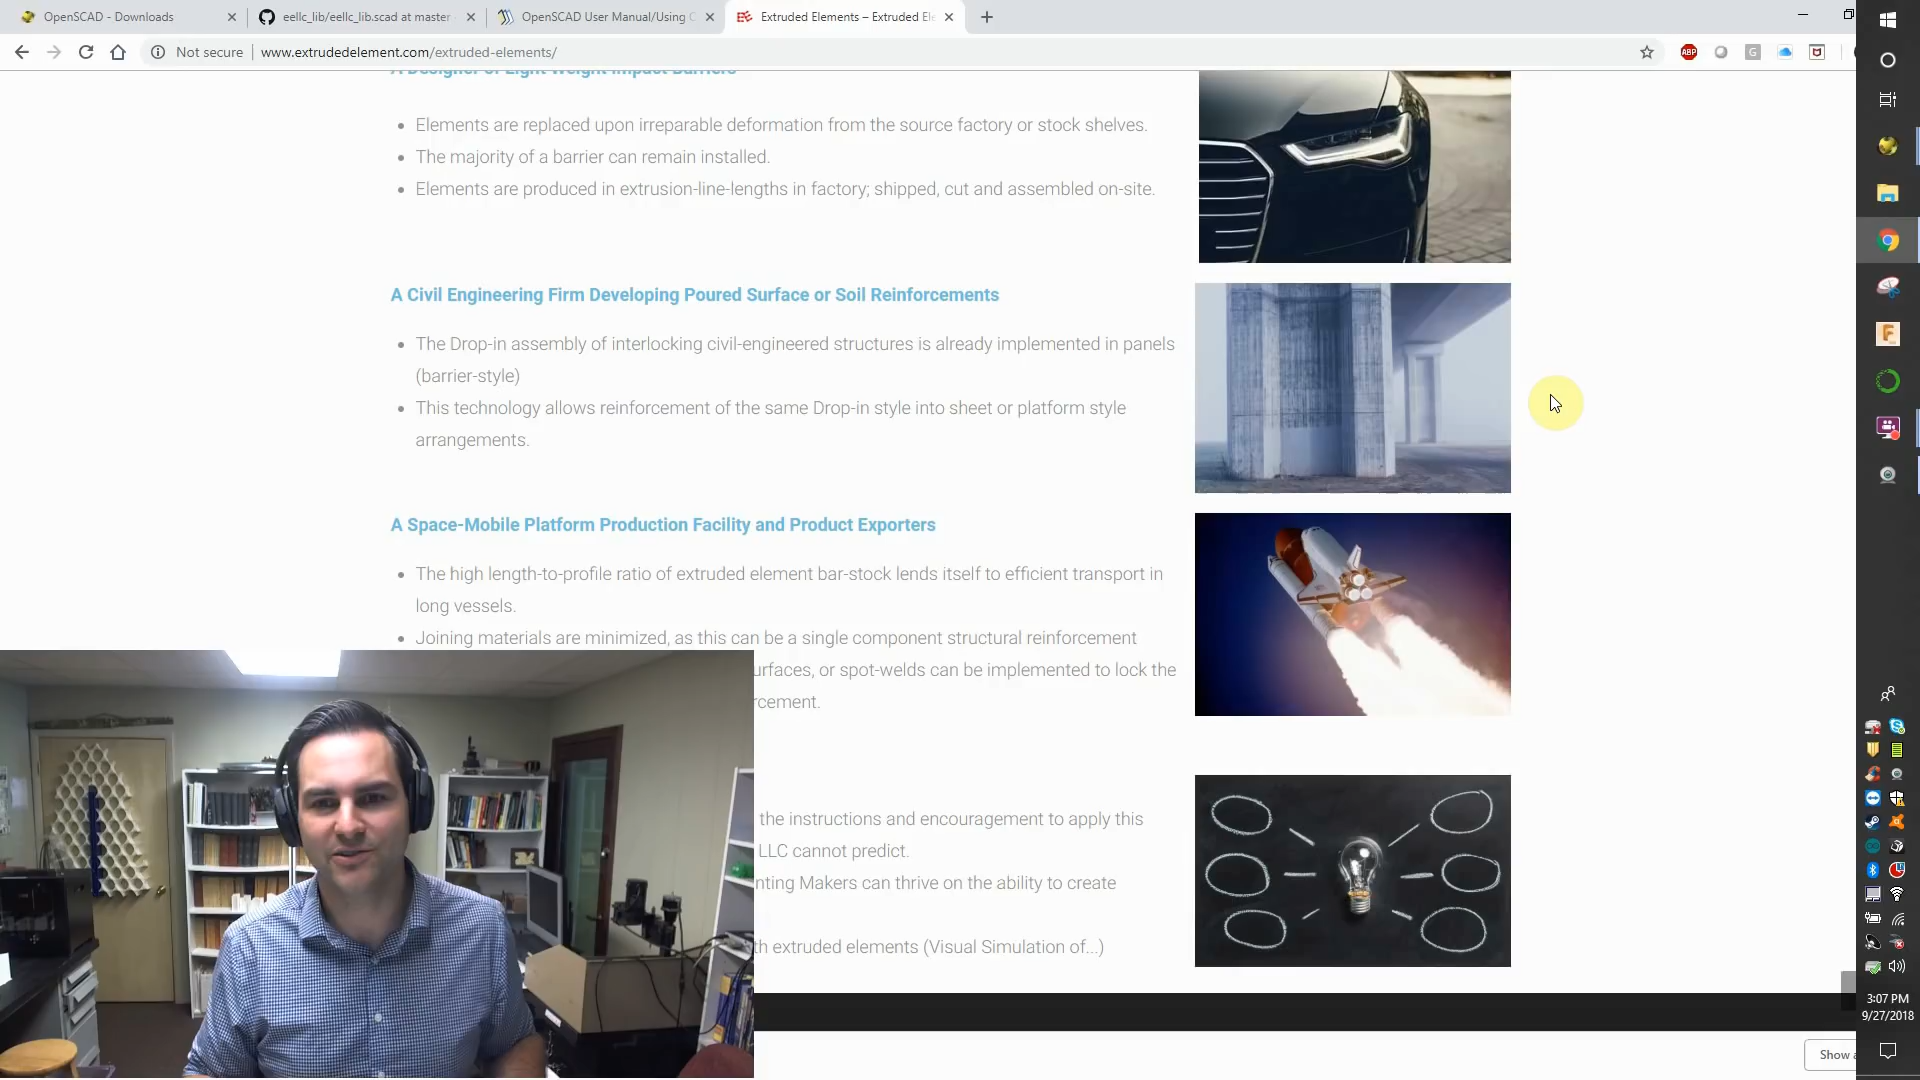 OpenSCAD - Downloads
eellc_lib/eellc_lib.scad at master
OpenSCAD User Manual/Using
Extruded Elements – Extruded El
Not secure
www.extrudedelement.com/extruded-elements/
ABP
G
A Designer of Light Weight Impact Barriers
Elements are replaced upon irreparable deformation from the source factory or stock shelves.
The majority of a barrier can remain installed.
Elements are produced in extrusion-line-lengths in factory; shipped, cut and assembled on-site.
A Civil Engineering Firm Developing Poured Surface or Soil Reinforcements
The Drop-in assembly of interlocking civil-engineered structures is already implemented in panels
(barrier-style)
This technology allows reinforcement of the same Drop-in style into sheet or platform style
arrangements.
A Space-Mobile Platform Production Facility and Product Exporters
The high length-to-profile ratio of extruded element bar-stock lends itself to efficient transport in
long vessels.
Joining materials are minimized, as this can be a single component structural reinforcement
urfaces, or spot-welds can be implemented to lock the
rcement.
the instructions and encouragement to apply this
LLC cannot predict.
nting Makers can thrive on the ability to create
th extruded elements (Visual Simulation of...)
3:07 PM
9/27/2018
Show a